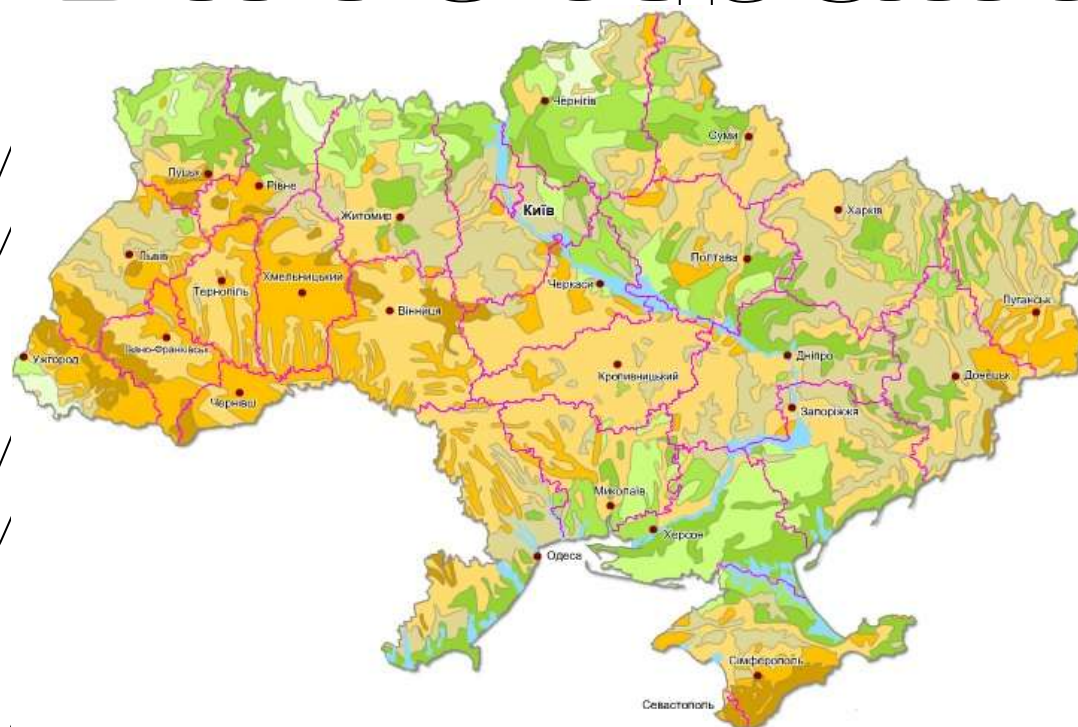 Чернігів
Суми
Луцьк
Рівне
Київ
Житомир
Харків
Львів
Полтава
Хмельницький
Тернопіль
Черкаси
Вінниця
Луганськ
Івано-Франківськ
Ужгород
Дніпро
Кропивницький
Донецьк
Чернівці
Запоріжжя
Миколаїв
Херсон
Одеса
Сімферополь
Севастополь